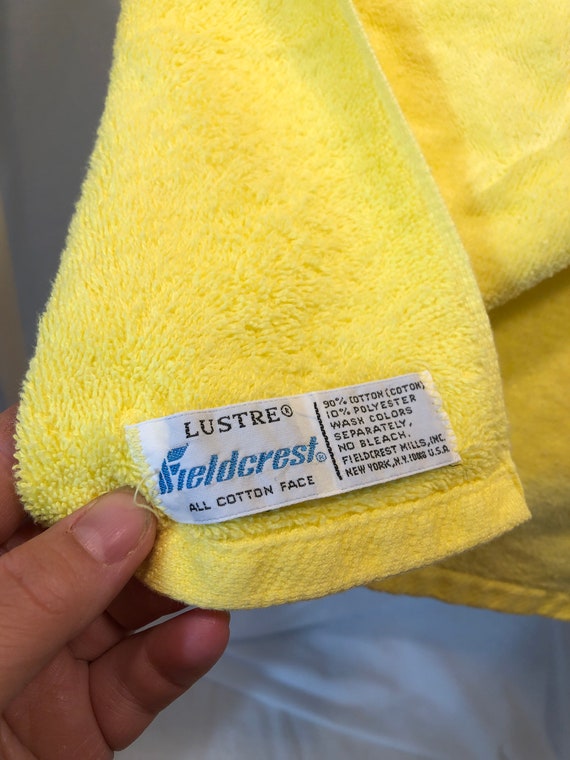 LUSTRE®
Fieldcrest®
ALL COTTON FACE
90% COTTON (COTON)
10% POLYESTER
WASH COLORS
SEPARATELY,
NO BLEACH.
FIELDCREST MILLS, INC.
NEW YORK, N.Y. U.S.A